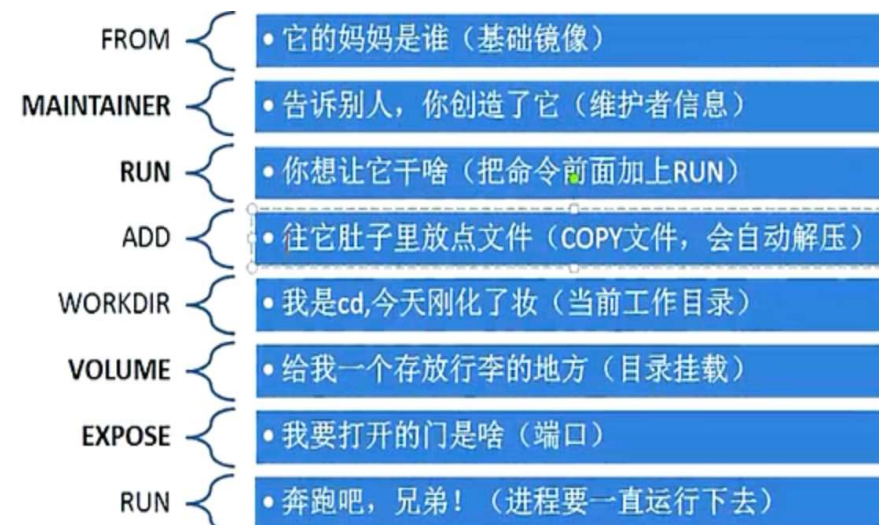 FROM • 它的妈妈是谁（基础镜像）
MAINTAINER • 告诉别人，你创造了它（维护者信息）
RUN • 你想让它干啥（把命令前面加上RUN）
ADD • 往它肚子里放点文件（COPY文件，会自动解压）
WORKDIR • 我是cd,今天刚化了妆（当前工作目录）
VOLUME • 给我一个存放行李的地方（目录挂载）
EXPOSE • 我要打开的门是啥（端口）
RUN • 奔跑吧，兄弟！（进程要一直运行下去）